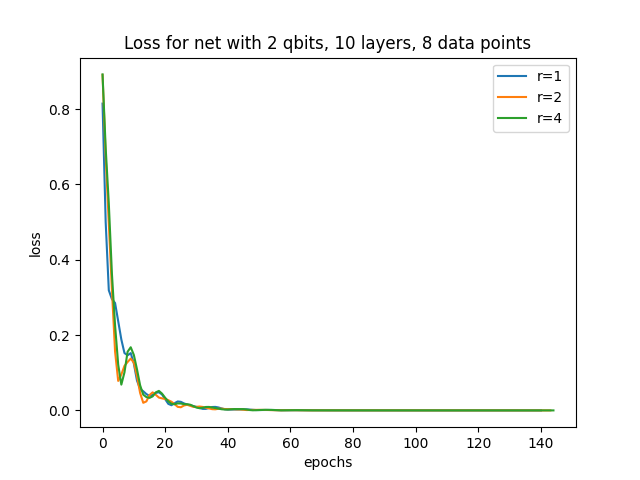 Loss for net with 2 qbits, 10 layers, 8 data points
r=1
r=2
r=4
loss
0.8
0.6
0.4
0.2
0.0
0 20 40 60 80 100 120 140
epochs